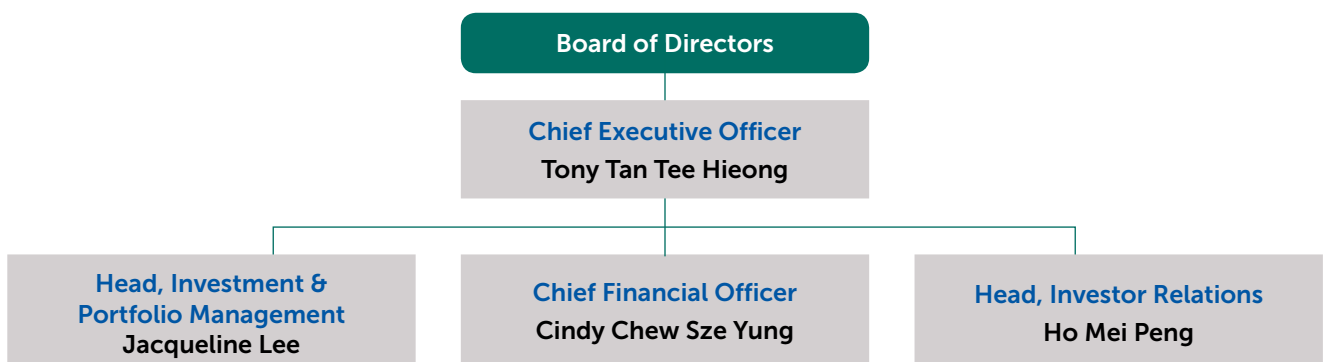 Board of Directors
Chief Executive Officer
Tony Tan Tee Hieong
Head, Investment &
Portfolio Management
Jacqueline Lee
Chief Financial Officer
Cindy Chew Sze Yung
Head, Investor Relations
Ho Mei Peng